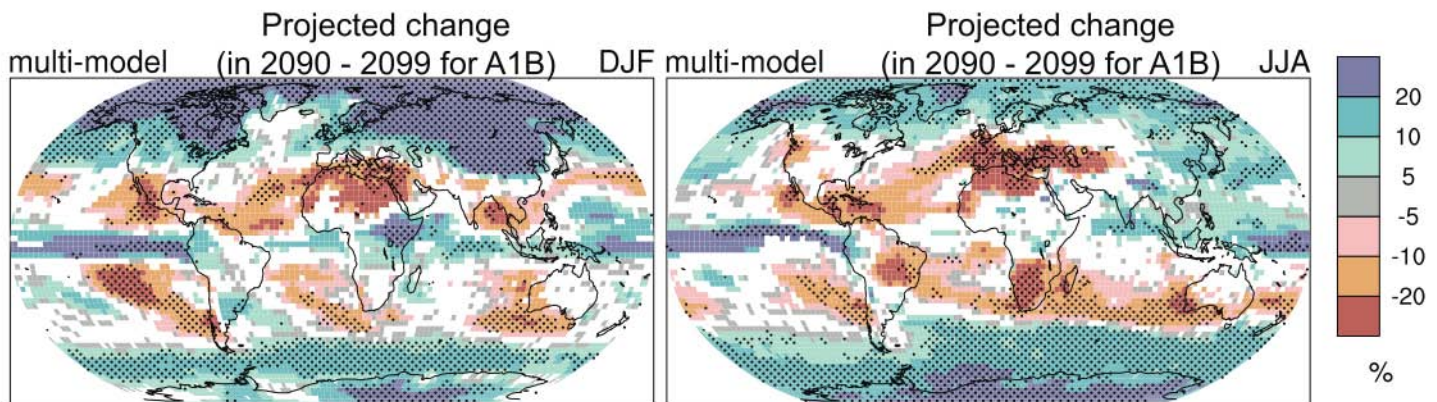 Projected change
multi-model (in 2090 - 2099 for A1B) DJF
Projected change
multi-model (in 2090 - 2099 for A1B) JJA
20
10
5
-5
-10
-20
%